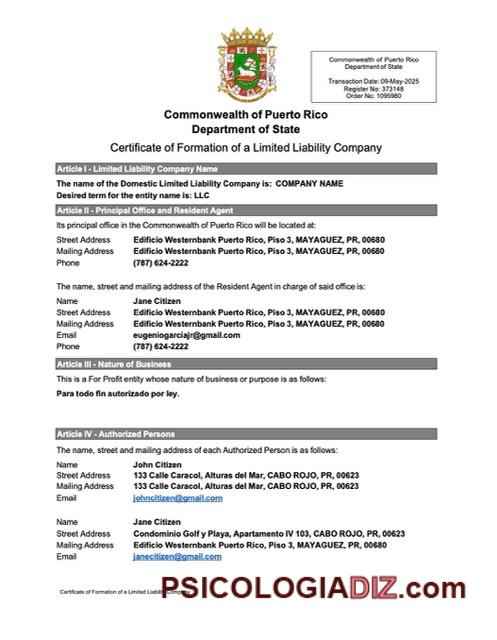 Commonwealth of Puerto Rico
Department of State
Transaction Date: 09-May-2025
Register No: 373148
Order No: 1095980
Commonwealth of Puerto Rico
Department of State
Certificate of Formation of a Limited Liability Company
Article I - Limited Liability Company Name
The name of the Domestic Limited Liability Company is: COMPANY NAME
Desired term for the entity name is: LLC
Article II - Principal Office and Resident Agent
Its principal office in the Commonwealth of Puerto Rico will be located at:
Street Address Edificio Westernbank Puerto Rico, Piso 3, MAYAGUEZ, PR, 00680
Mailing Address Edificio Westernbank Puerto Rico, Piso 3, MAYAGUEZ, PR, 00680
Phone (787) 624-2222
The name, street and mailing address of the Resident Agent in charge of said office is:
Name Jane Citizen
Street Address Edificio Westernbank Puerto Rico, Piso 3, MAYAGUEZ, PR, 00680
Mailing Address Edificio Westernbank Puerto Rico, Piso 3, MAYAGUEZ, PR, 00680
Email eugeniogarciajr@gmail.com
Phone (787) 624-2222
Article III - Nature of Business
This is a For Profit entity whose nature of business or purpose is as follows:
Para todo fin autorizado por ley.
Article IV - Authorized Persons
The name, street and mailing address of each Authorized Person is as follows:
Name John Citizen
Street Address 133 Calle Caracol, Alturas del Mar, CABO ROJO, PR, 00623
Mailing Address 133 Calle Caracol, Alturas del Mar, CABO ROJO, PR, 00623
Email johncitizen@gmail.com
Name Jane Citizen
Street Address Condominio Golf y Playa, Apartamento IV 103, CABO ROJO, PR, 00623
Mailing Address Edificio Westernbank Puerto Rico, Piso 3, MAYAGUEZ, PR, 00680
Email janecitizen@gmail.com
Certificate of Formation of a Limited Liability Company
PSICOLOGIADIZ.com